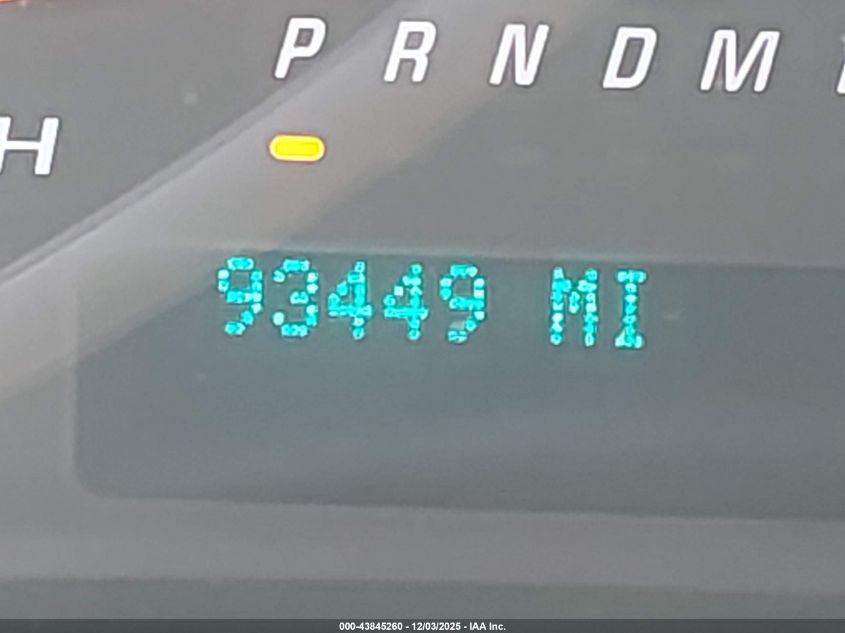 P R N D M
H
93449 MI
000-43845260 - 12/03/2025 - IAA Inc.